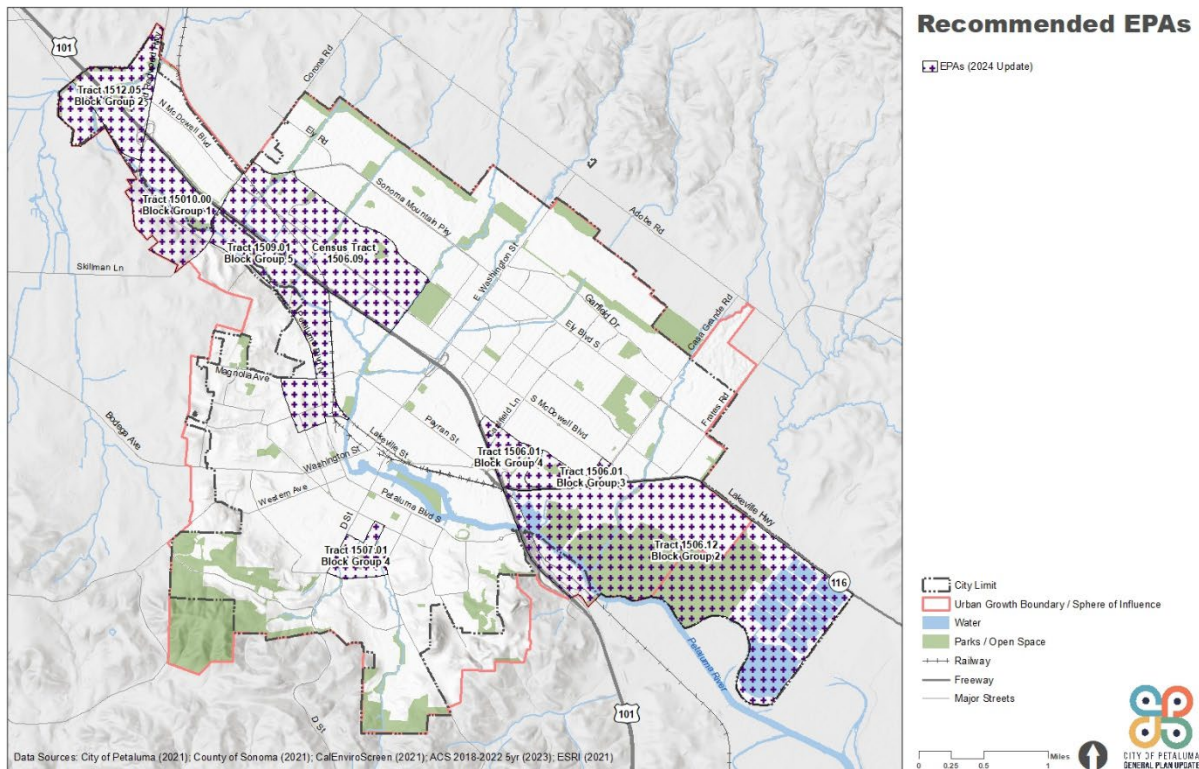 Recommended EPAs
EPAs (2024 Update)
101
Tract 1512.05
Block Group 2
N McDowell Blvd
Corona Rd
Ely Rd
Sonoma Mountain Pky
Adobe Rd
Tract 15010.00
Block Group 1
Tract 1509.01
Block Group 5
Census Tract
1506.09
E Washington St
Skillman Ln
Garfield Dr
Casa Grande Rd
Ely Blvd S
Magnolia Ave
Frates Rd
S McDowell Blvd
Payran St
Bodega Ave
Lakeville St
Washington St
Tract 1506.01
Block Group 4
Tract 1506.01
Block Group 3
Western Ave
Petaluma Blvd S
Lakeville Hwy
D St
Tract 1507.01
Block Group 4
Tract 1506.12
Block Group 2
116
Petaluma River
D St
101
Data Sources: City of Petaluma (2021); County of Sonoma (2021); CalEnviroScreen (2021); ACS 2018-2022 5yr (2023); ESRI (2021)
City Limit
Urban Growth Boundary / Sphere of Influence
Water
Parks / Open Space
Railway
Freeway
Major Streets
0 0.5 1 Miles
CITY OF PETALUMA
GENERAL PLAN UPDATE